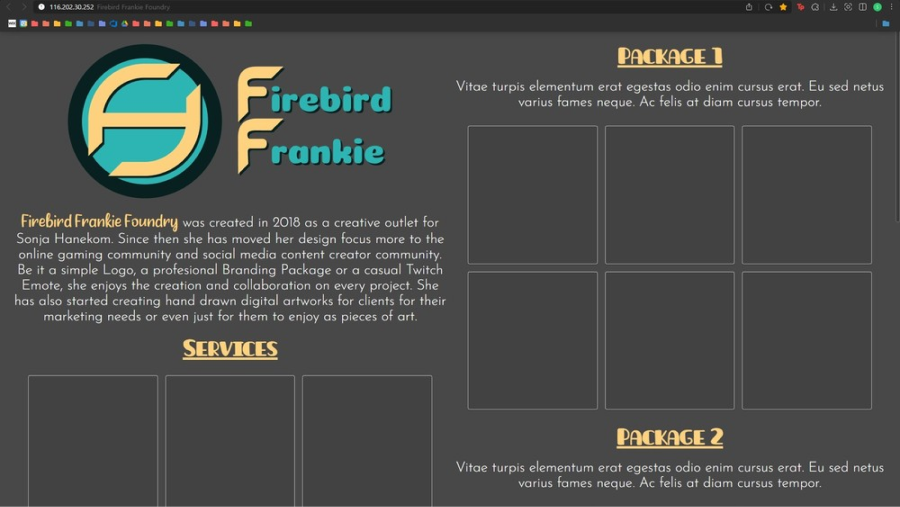 116.202.30.252 Firebird Frankie Foundry
Firebird
Frankie
Firebird Frankie Foundry was created in 2018 as a creative outlet for
Sonja Hanekom. Since then she has moved her design focus more to the
online gaming community and social media content creator community.
Be it a simple Logo, a profesional Branding Package or a casual Twitch
Emote, she enjoys the creation and collaboration on every project. She
has also started creating hand drawn digital artworks for clients for their
marketing needs or even just for them to enjoy as pieces of art.
Services
Package 1
Vitae turpis elementum erat egestas odio enim cursus erat. Eu sed netus
varius fames neque. Ac felis at diam cursus tempor.
Package 2
Vitae turpis elementum erat egestas odio enim cursus erat. Eu sed netus
varius fames neque. Ac felis at diam cursus tempor.